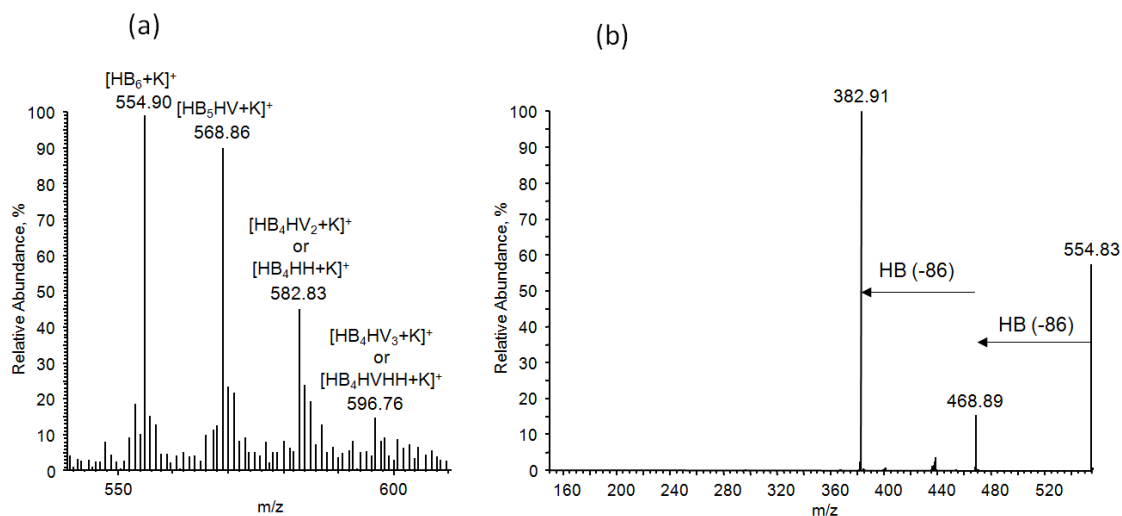 (a)
[HB₆+K]⁺
554.90
[HB₅HV+K]⁺
568.86
[HB₄HV₂+K]⁺
or
[HB₄HH+K]⁺
582.83
[HB₄HV₃+K]⁺
or
[HB₄HVHH+K]⁺
596.76
100
90
80
70
60
50
40
30
20
10
0
Relative Abundance, %
550
600
m/z
(b)
382.91
554.83
HB (-86)
HB (-86)
468.89
100
90
80
70
60
50
40
30
20
10
0
Relative Abundance, %
160 200 240 280 320 360 400 440 480 520
m/z